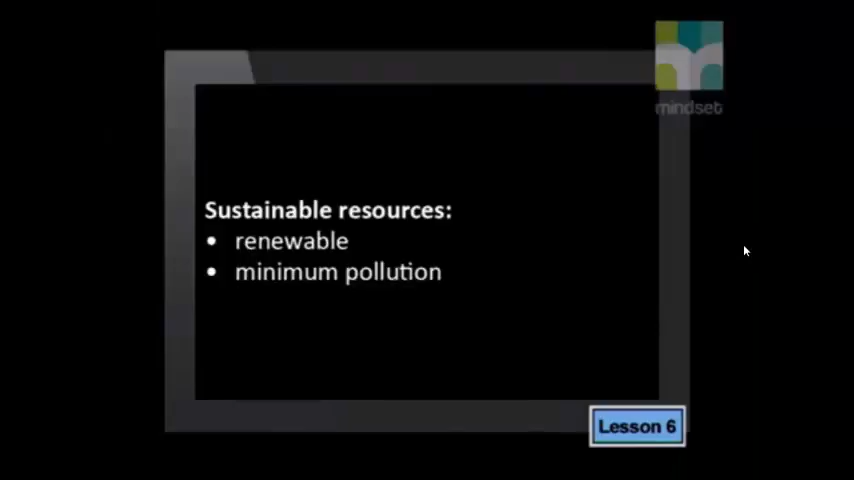 mindset
Sustainable resources:
• renewable
• minimum pollution
Lesson 6